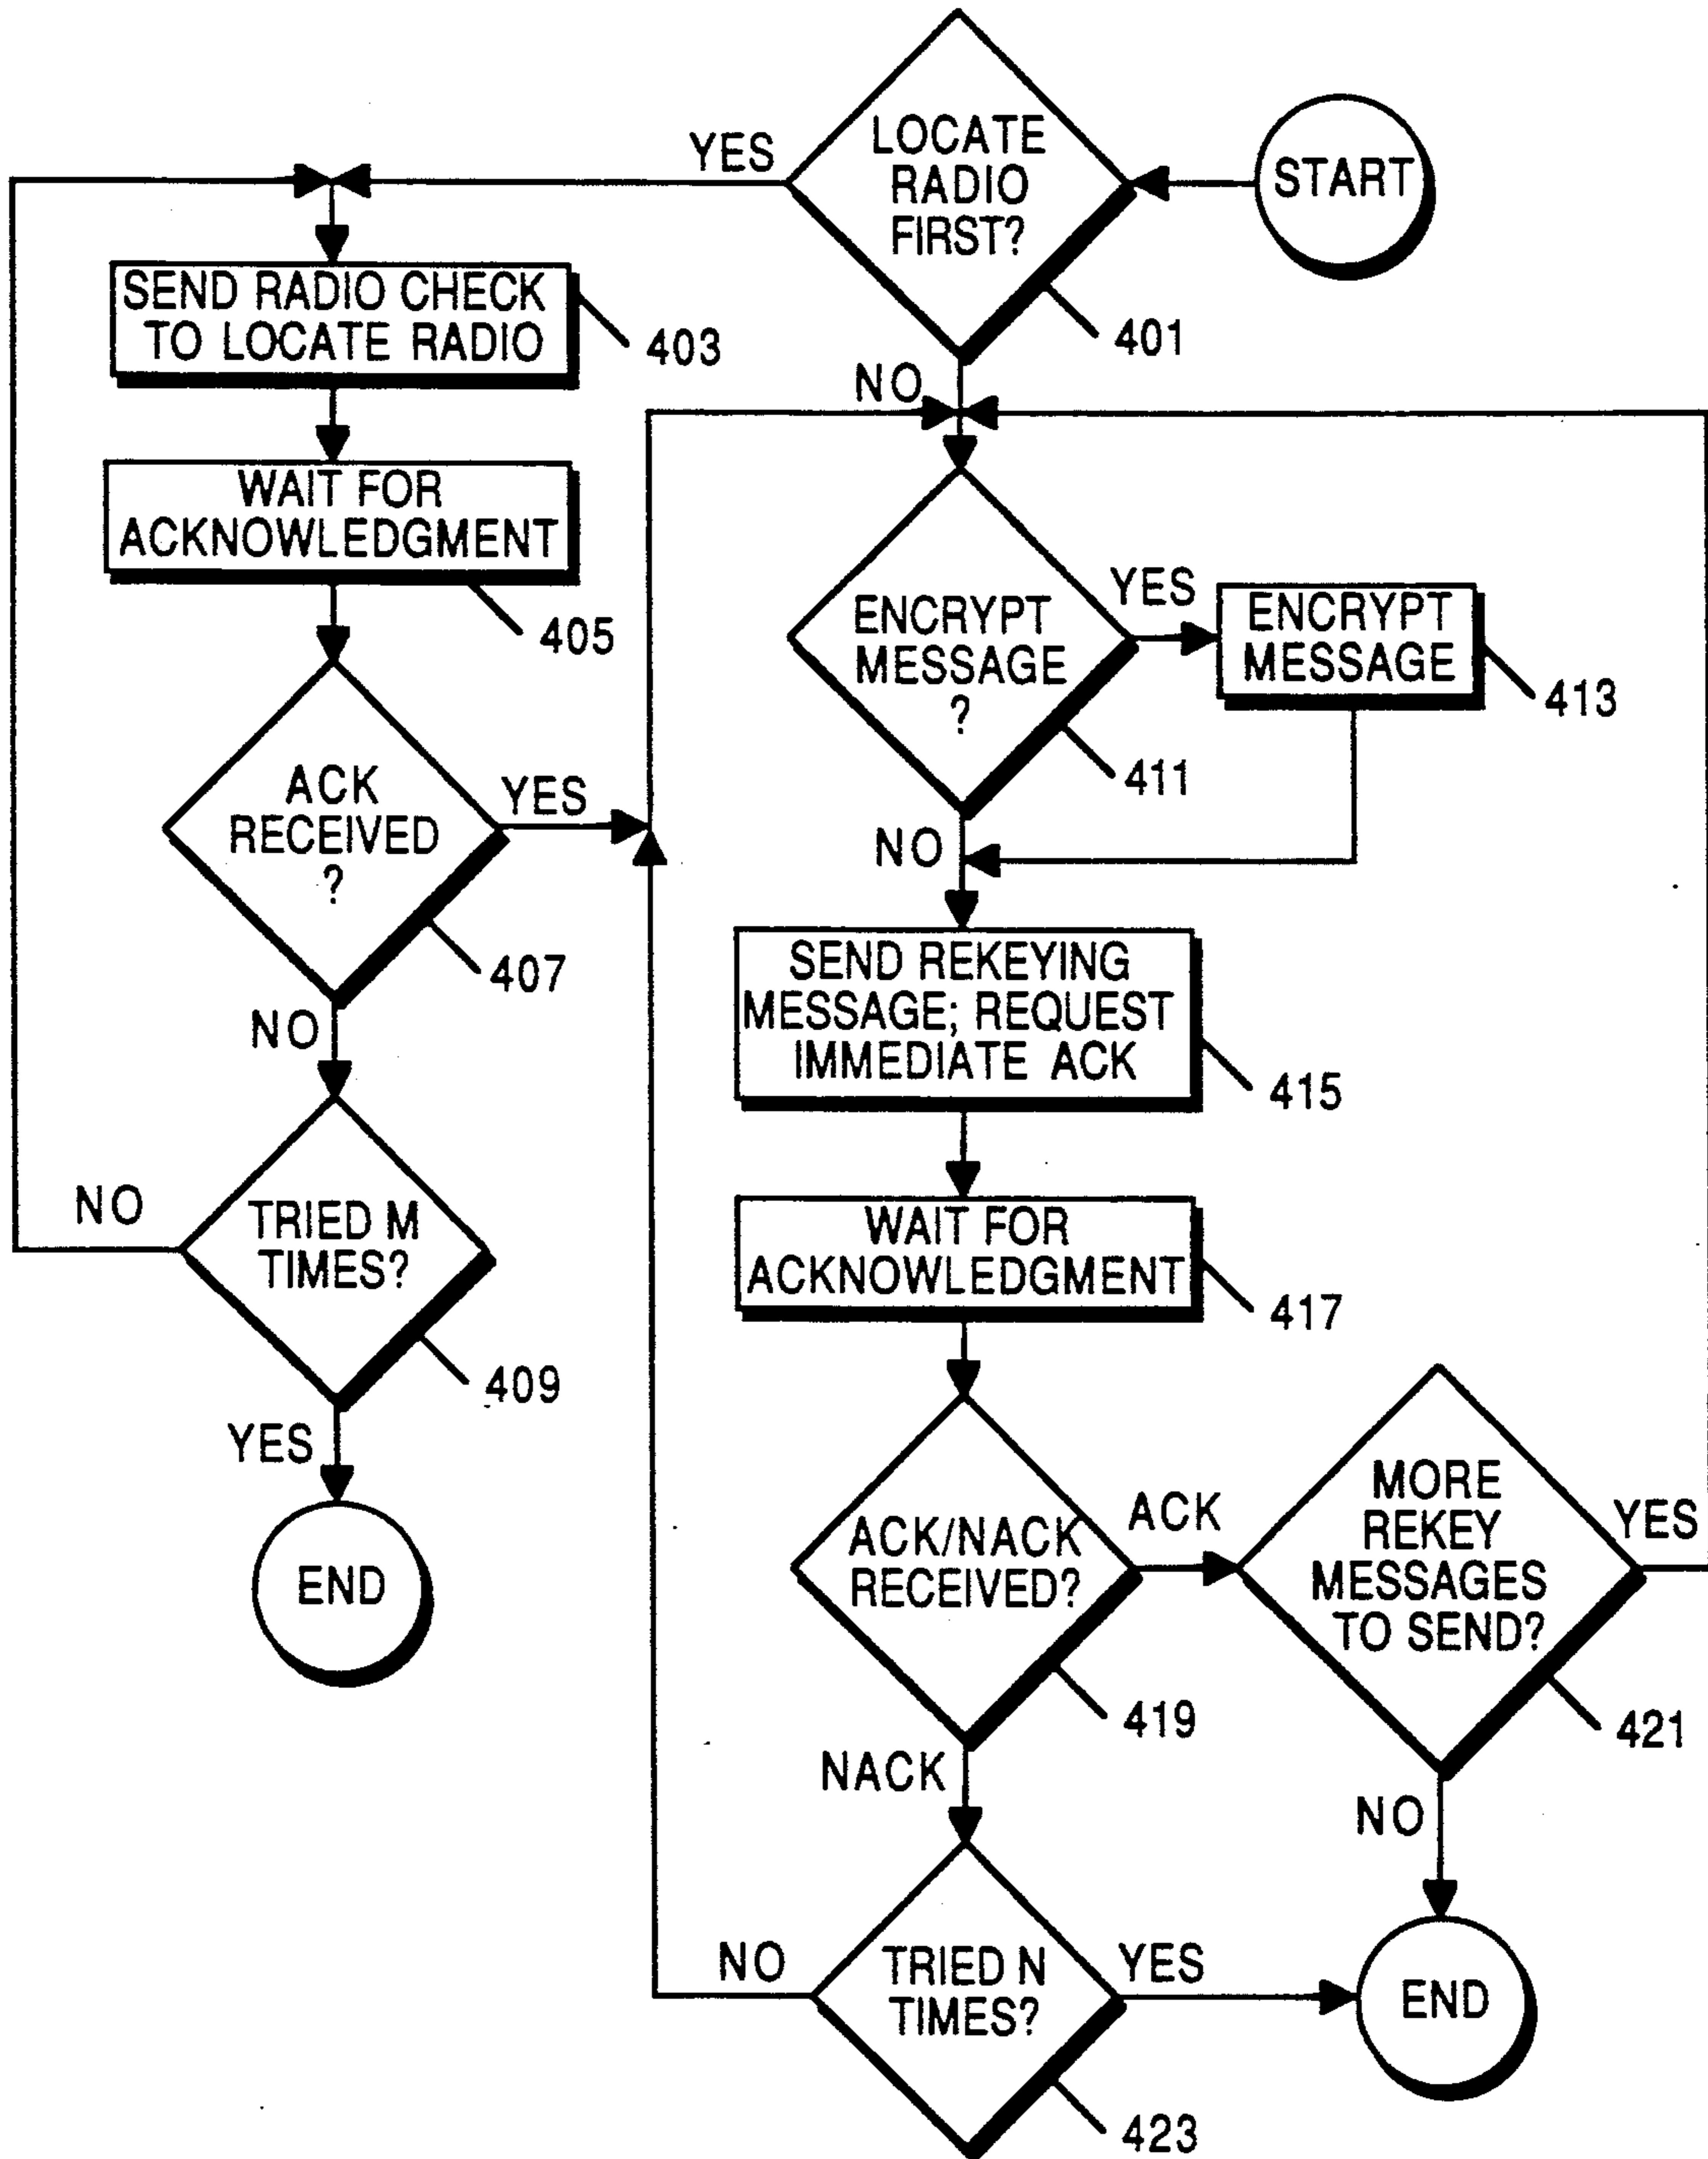 LOCATE
RADIO
FIRST?
START
YES
401
NO
SEND RADIO CHECK
TO LOCATE RADIO
403
WAIT FOR
ACKNOWLEDGMENT
405
ACK
RECEIVED
?
YES
407
NO
TRIED M
TIMES?
NO
409
YES
END
ENCRYPT
MESSAGE
?
YES
411
ENCRYPT
MESSAGE
413
NO
SEND REKEYING
MESSAGE; REQUEST
IMMEDIATE ACK
415
WAIT FOR
ACKNOWLEDGMENT
417
ACK/NACK
RECEIVED?
ACK
419
MORE
REKEY
MESSAGES
TO SEND?
YES
421
NACK
NO
TRIED N
TIMES?
NO
YES
423
END